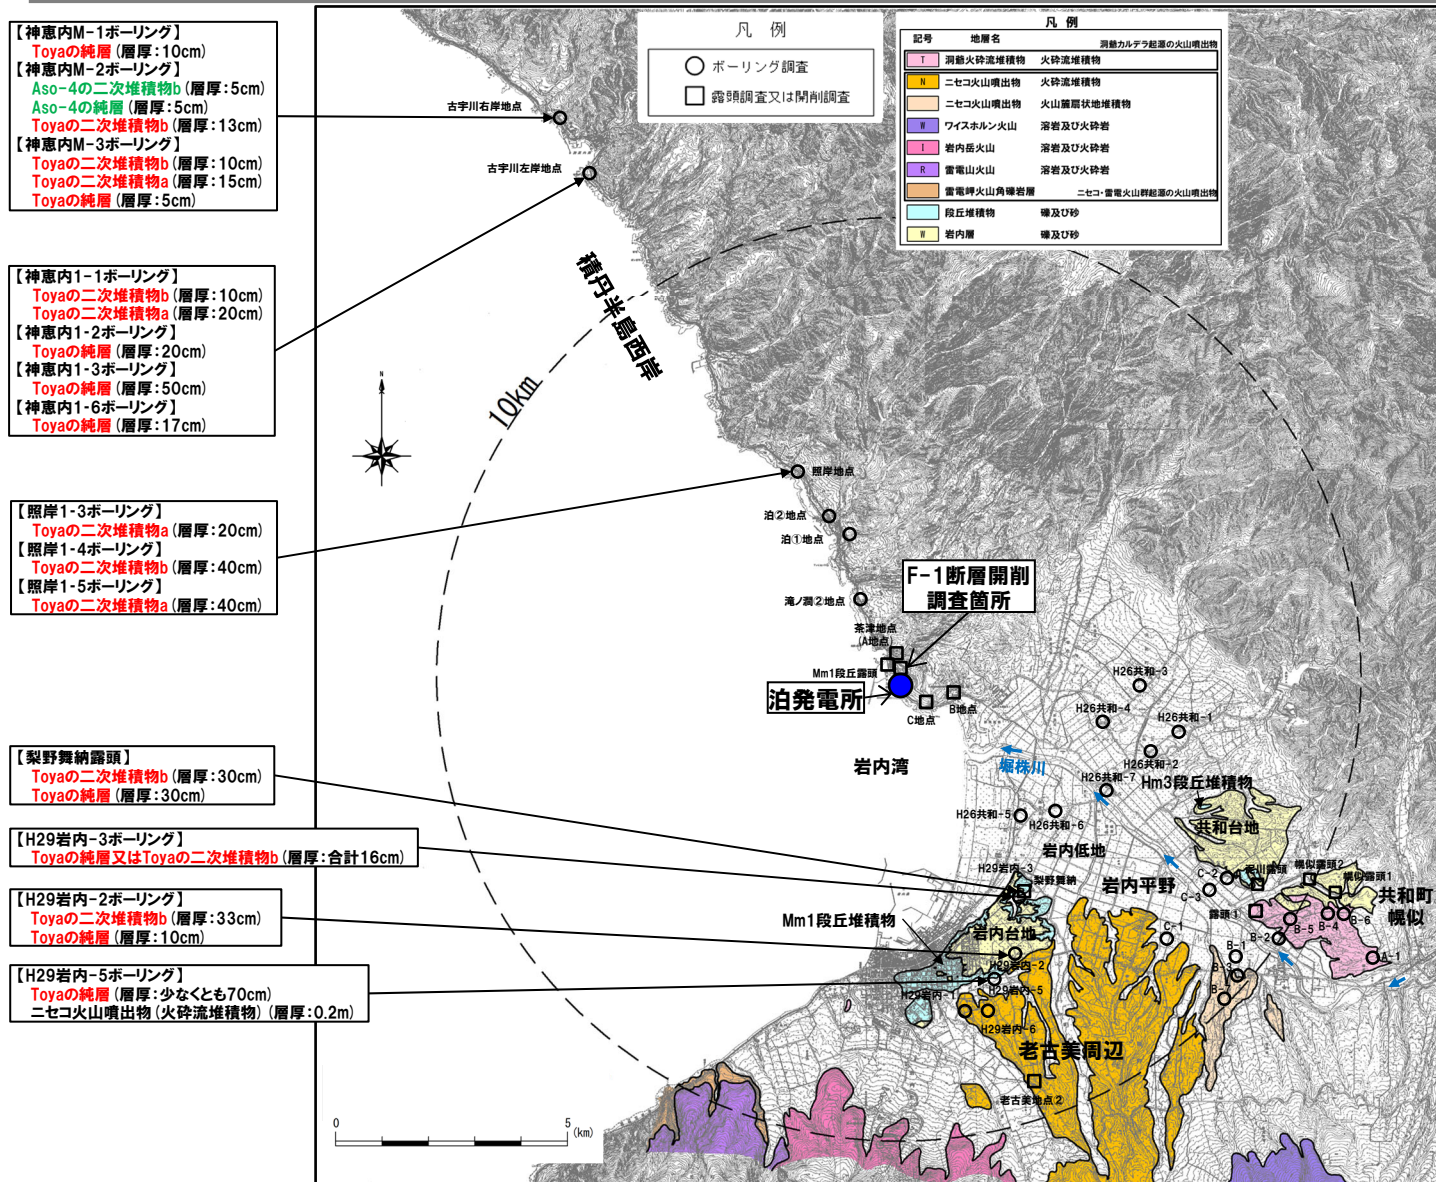 【神恵内M-1ボーリング】
Toyaの純層(層厚:10cm)
【神恵内M-2ボーリング】
Aso-4の二次堆積物b(層厚:5cm)
Aso-4の純層(層厚:5cm)
Toyaの二次堆積物b(層厚:13cm)
【神恵内M-3ボーリング】
Toyaの二次堆積物b(層厚:10cm)
Toyaの二次堆積物a(層厚:15cm)
Toyaの純層(層厚:5cm)
【神恵内1-1ボーリング】
Toyaの二次堆積物b(層厚:10cm)
Toyaの二次堆積物a(層厚:20cm)
【神恵内1-2ボーリング】
Toyaの純層(層厚:20cm)
【神恵内1-3ボーリング】
Toyaの純層(層厚:50cm)
【神恵内1-6ボーリング】
Toyaの純層(層厚:17cm)
【照岸1-3ボーリング】
Toyaの二次堆積物a(層厚:20cm)
【照岸1-4ボーリング】
Toyaの二次堆積物b(層厚:40cm)
【照岸1-5ボーリング】
Toyaの二次堆積物a(層厚:40cm)
【梨野舞納露頭】
Toyaの二次堆積物b(層厚:30cm)
Toyaの純層(層厚:30cm)
【H29岩内-3ボーリング】
Toyaの純層又はToyaの二次堆積物b(層厚:合計16cm)
【H29岩内-2ボーリング】
Toyaの二次堆積物b(層厚:33cm)
Toyaの純層(層厚:10cm)
【H29岩内-5ボーリング】
Toyaの純層(層厚:少なくとも70cm)
ニセコ火山噴出物(火砕流堆積物)(層厚:0.2m)
凡 例
ボーリング調査
露頭調査又は開削調査
凡 例
記号 地層名
洞爺カルデラ起源の火山噴出物
T 洞爺火砕流堆積物 火砕流堆積物
N ニセコ火山噴出物 火砕流堆積物
ニセコ火山噴出物 火山麓扇状地堆積物
W ワイスホルン火山 溶岩及び火砕岩
I 岩内岳火山 溶岩及び火砕岩
R 雷電山火山 溶岩及び火砕岩
雷電岬火山角礫岩層
ニセコ・雷電火山群起源の火山噴出物
段丘堆積物 礫及び砂
W 岩内層 礫及び砂
古宇川右岸地点
古宇川左岸地点
積丹半島西岸
10km
N
照岸地点
泊②地点
泊①地点
滝ノ澗②地点
F-1断層開削
調査箇所
茶津地点
(A地点)
Mm1段丘露頭
泊発電所
C地点
B地点
岩内湾
堀株川
H26共和-3
H26共和-4
H26共和-1
H26共和-2
H26共和-7
H26共和-5
H26共和-6
Hm3段丘堆積物
共和台地
岩内低地
岩内平野
H29岩内-3
梨野舞納
Mm1段丘堆積物
岩内台地
H29岩内-2
H29岩内-1
H29岩内-5
H29岩内-6
老古美周辺
老古美地点2
C-2
C-3
C-1
露頭1
幌似露頭2
幌似露頭1
共和町
幌似
B-6
B-4
B-5
B-2
B-1
B-3
B-7
A-1
0 5
(km)